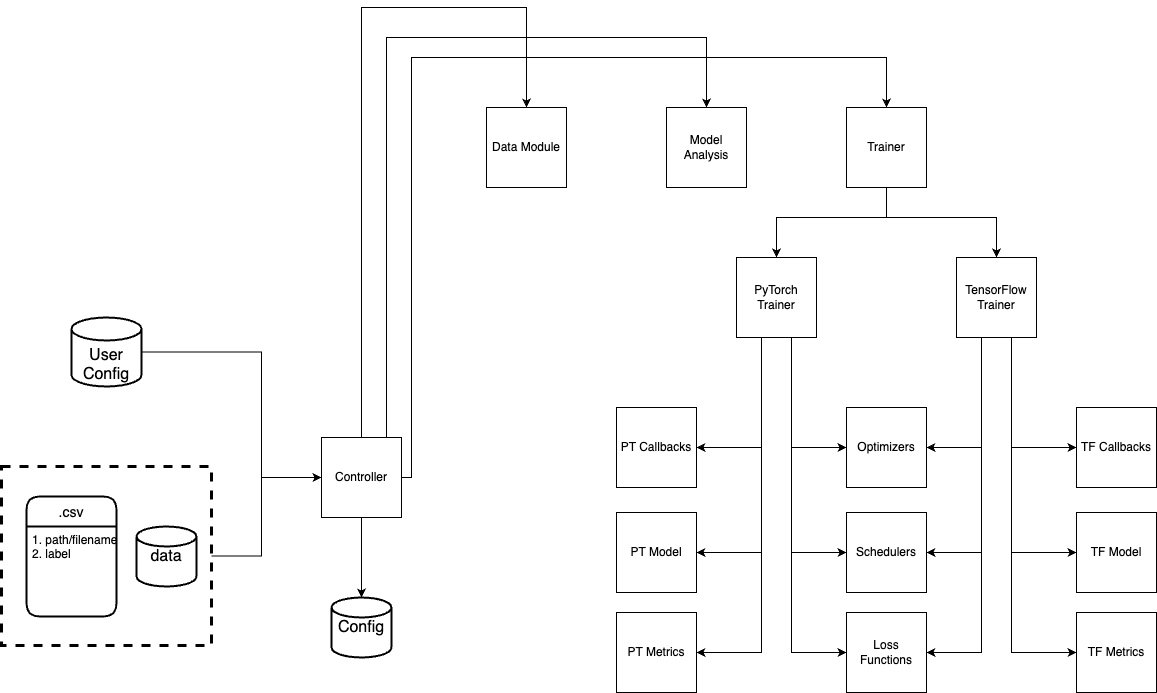 Data Module
Model
Analysis
Trainer
PyTorch
Trainer
TensorFlow
Trainer
User
Config
.csv
1. path/filename
2. label
data
Controller
Config
PT Callbacks
Optimizers
TF Callbacks
PT Model
Schedulers
TF Model
PT Metrics
Loss
Functions
TF Metrics